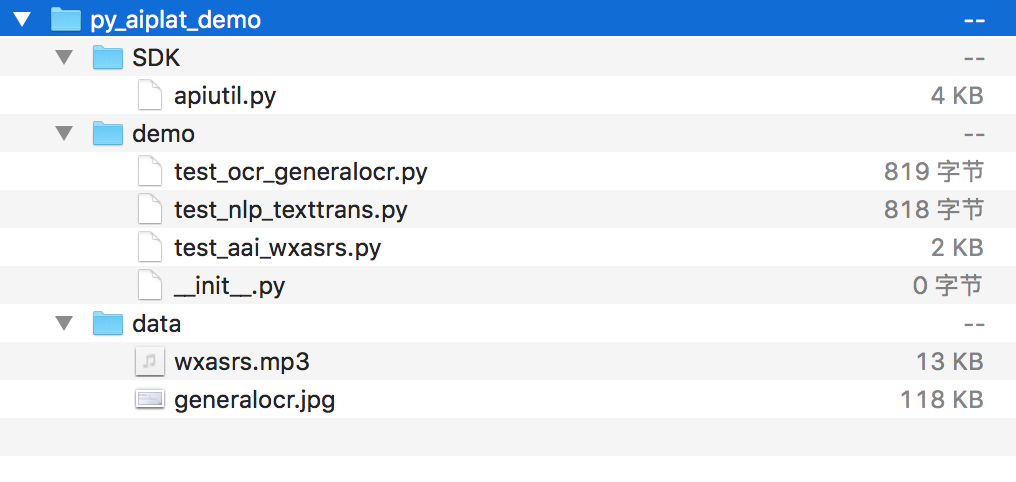 py_aiplat_demo --
SDK --
apiutil.py 4 KB
demo --
test_ocr_generalocr.py 819 字节
test_nlp_texttrans.py 818 字节
test_aai_wxasrs.py 2 KB
__init__.py 0 字节
data --
wxasrs.mp3 13 KB
generalocr.jpg 118 KB